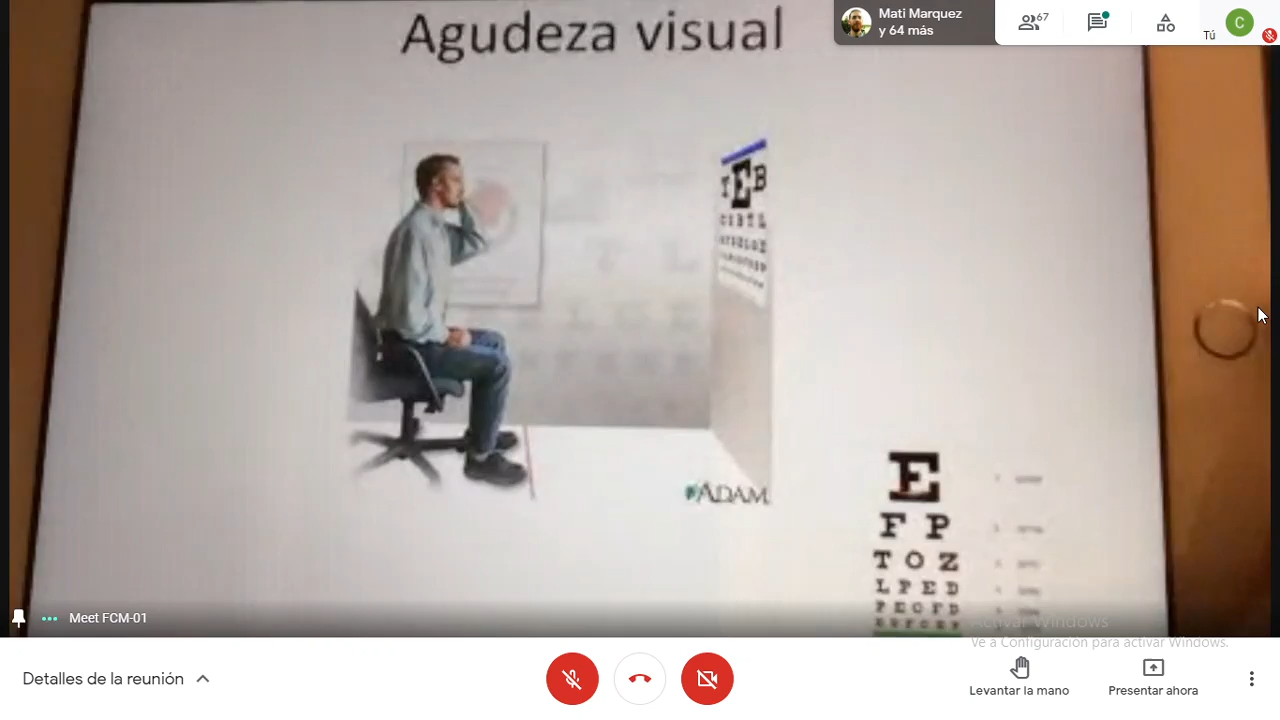 Agudeza visual
Mati Marquez
y 64 más
67
Tú
C
E B
ADAM
E
F P
T O Z
L P E D
P E C F D
Meet FCM-01
Activar Windows
Ve a Configuración para activar Windows.
Detalles de la reunión
Levantar la mano
Presentar ahora